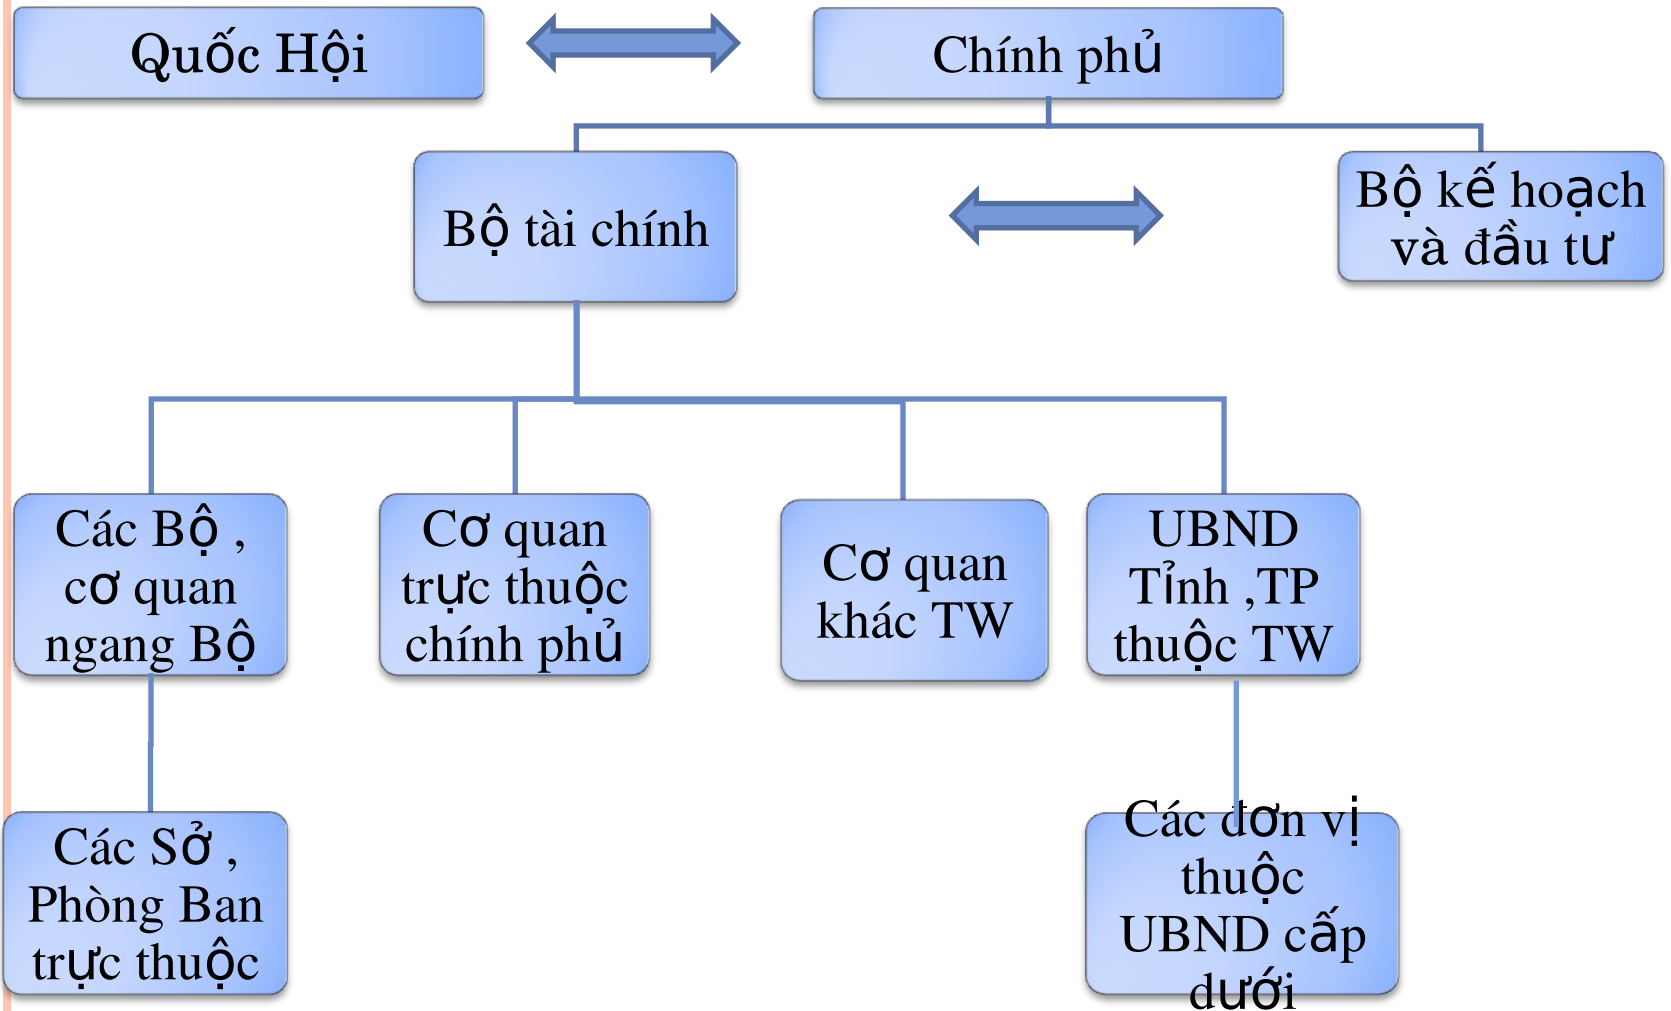 Quốc Hội
Chính phủ
Bộ tài chính
Bộ kế hoạch
và đầu tư
Các Bộ ,
cơ quan
ngang Bộ
Cơ quan
trực thuộc
chính phủ
Cơ quan
khác TW
UBND
Tỉnh ,TP
thuộc TW
Các Sở ,
Phòng Ban
trực thuộc
Các đơn vị
thuộc
UBND cấp
dưới